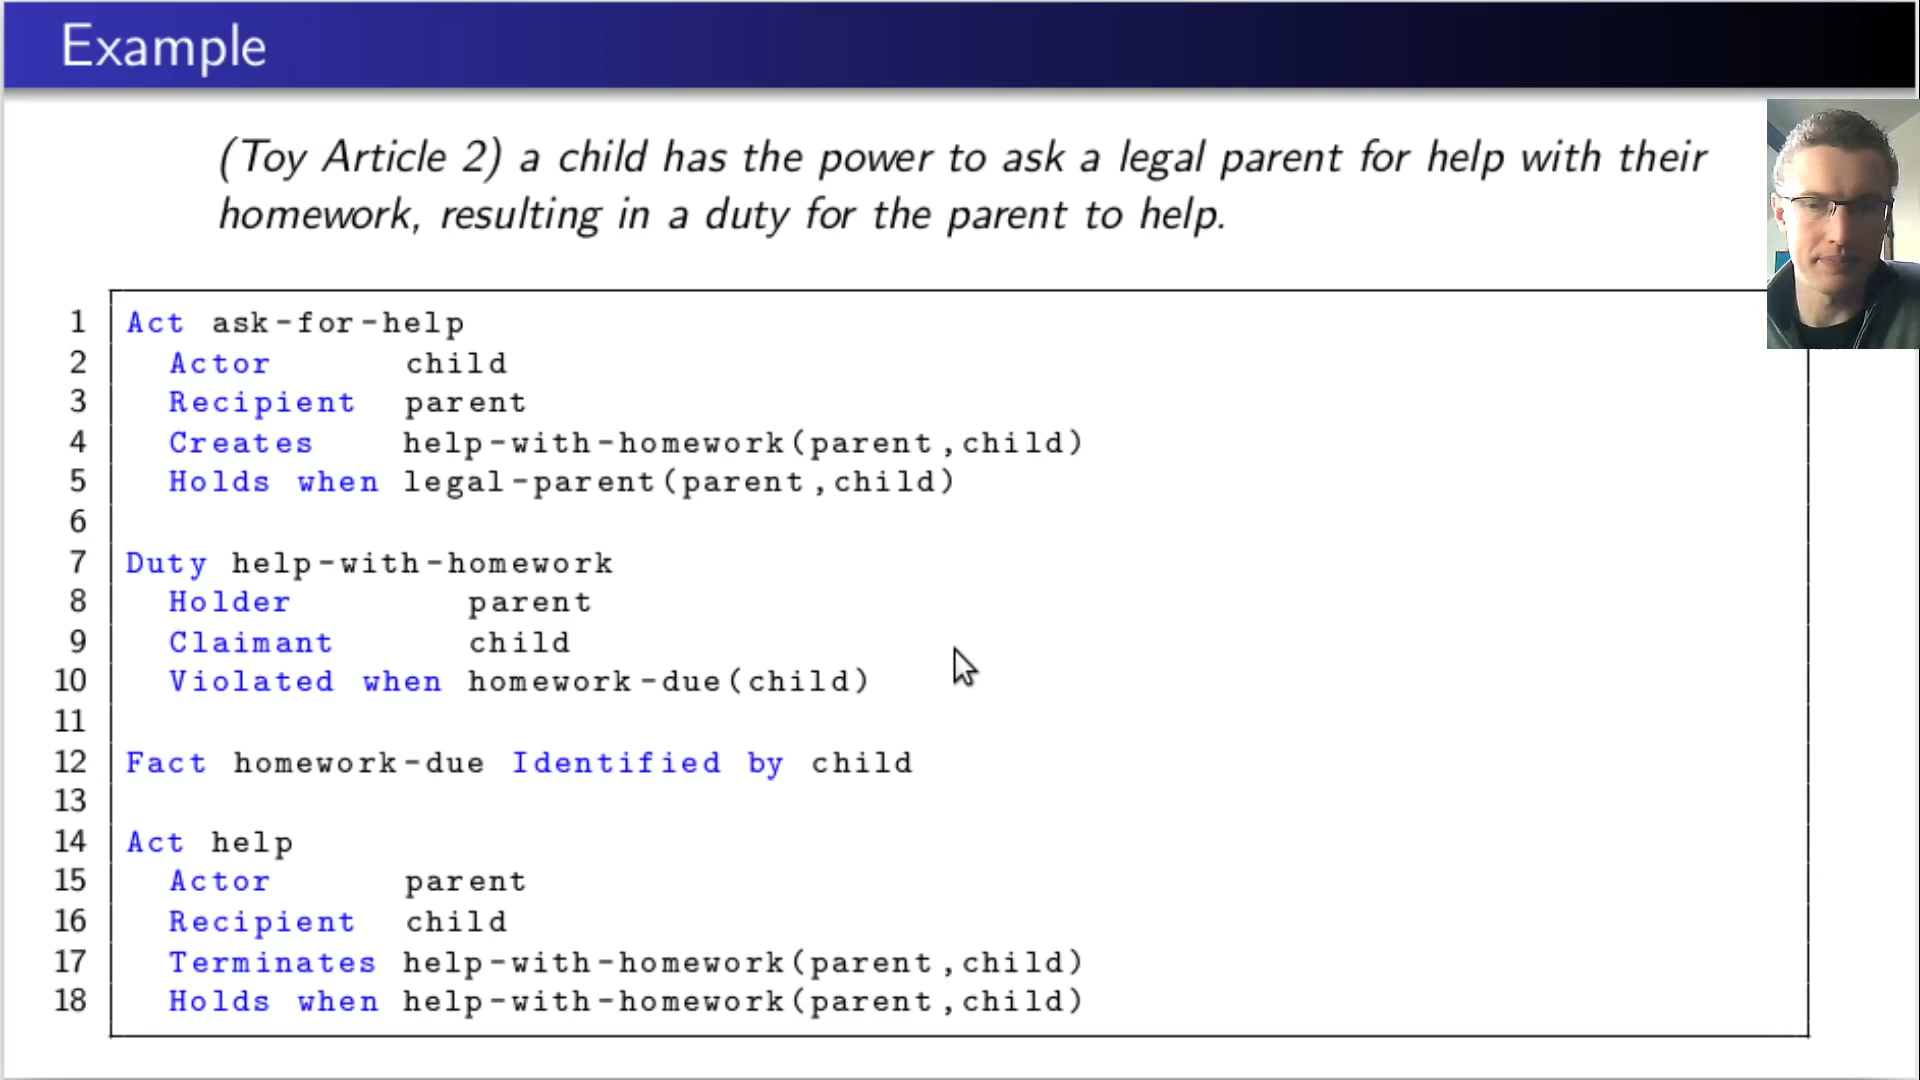 Example
(Toy Article 2) a child has the power to ask a legal parent for help with their
homework, resulting in a duty for the parent to help.
1 Act ask-for-help
2 Actor child
3 Recipient parent
4 Creates help-with-homework(parent,child)
5 Holds when legal-parent(parent,child)
6
7 Duty help-with-homework
8 Holder parent
9 Claimant child
10 Violated when homework-due(child)
11
12 Fact homework-due Identified by child
13
14 Act help
15 Actor parent
16 Recipient child
17 Terminates help-with-homework(parent,child)
18 Holds when help-with-homework(parent,child)